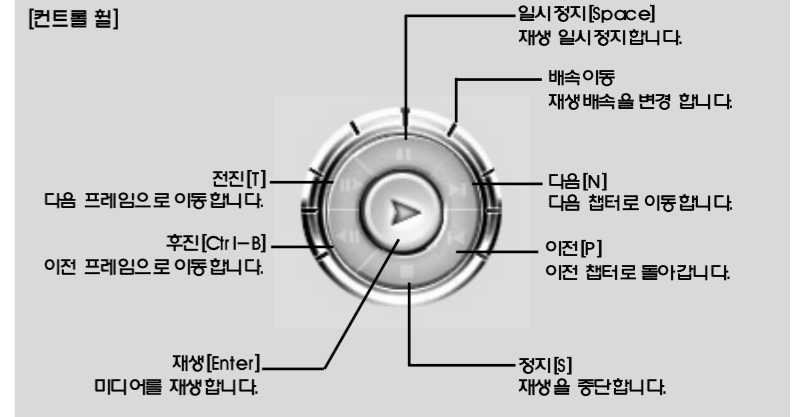 [컨트롤 휠]
일시정지[Space]
재생 일시정지합니다.
배속이동
재생배속을 변경 합니다.
전진[T]
다음 프레임으로 이동합니다.
다음[N]
다음 챕터로 이동합니다.
후진[Ctrl-B]
이전 프레임으로 이동합니다.
이전[P]
이전 챕터로 돌아갑니다.
재생[Enter]
미디어를 재생합니다.
정지[S]
재생을 중단합니다.